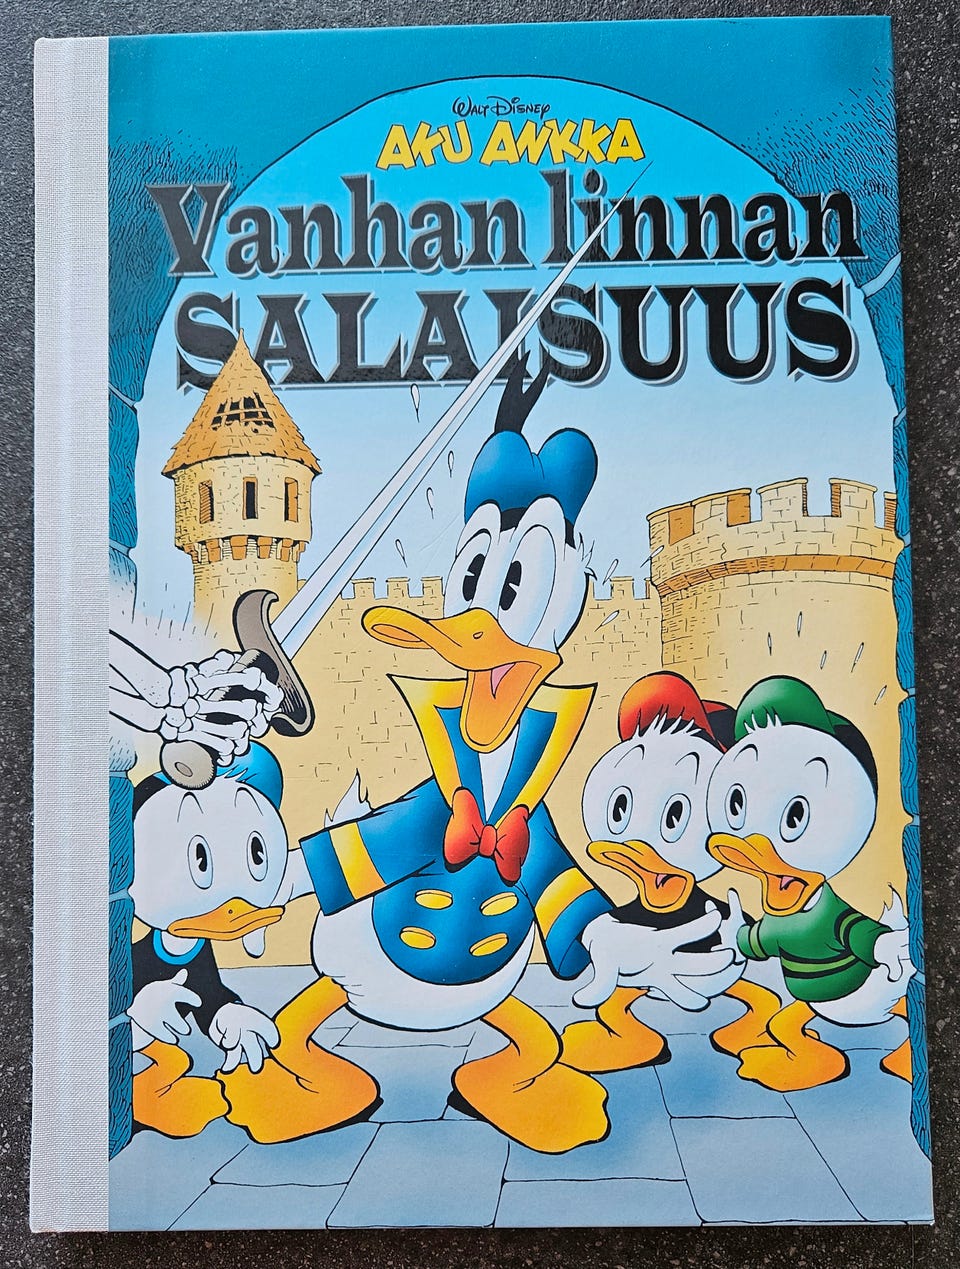 Walt Disney
AKU ANKKA
Vanhan linnan
SALAISUUS